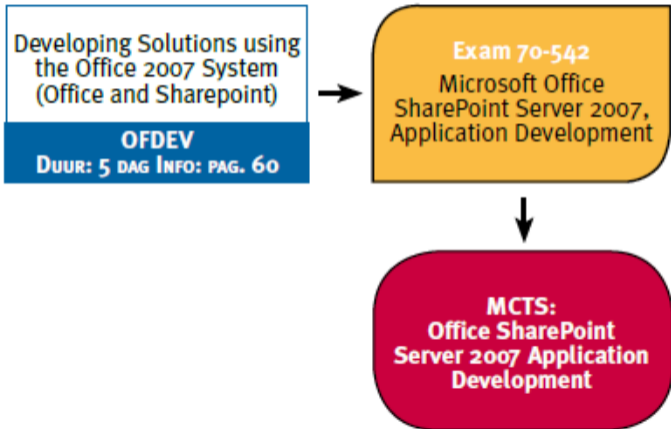 Developing Solutions using
the Office 2007 System
(Office and Sharepoint)
OFDEV
DUUR: 5 DAG INFO: PAG. 60
Exam 70-542
Microsoft Office
SharePoint Server 2007,
Application Development
MCTS:
Office SharePoint
Server 2007 Application
Development